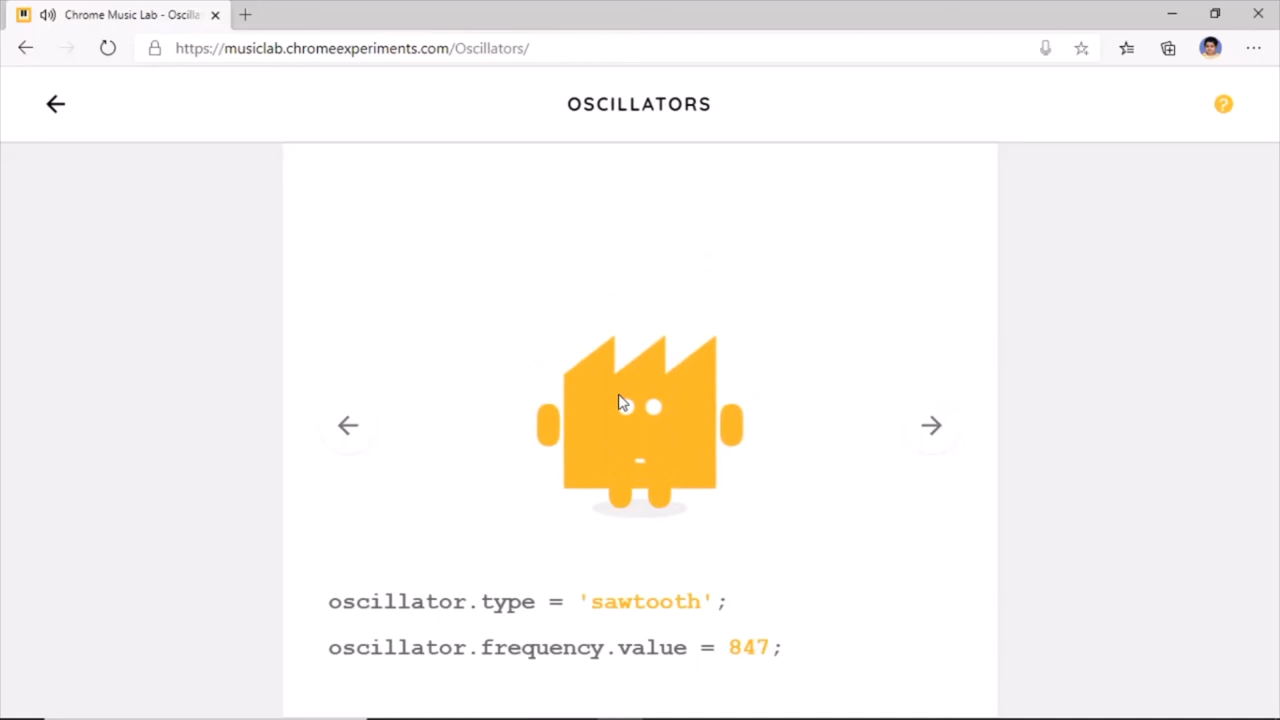 Chrome Music Lab - Oscilla
https://musiclab.chromeexperiments.com/Oscillators/
OSCILLATORS
?
oscillator.type = 'sawtooth';
oscillator.frequency.value = 847;